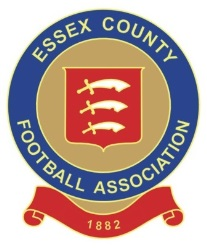 ESSEX COUNTY
FOOTBALL ASSOCIATION
1882